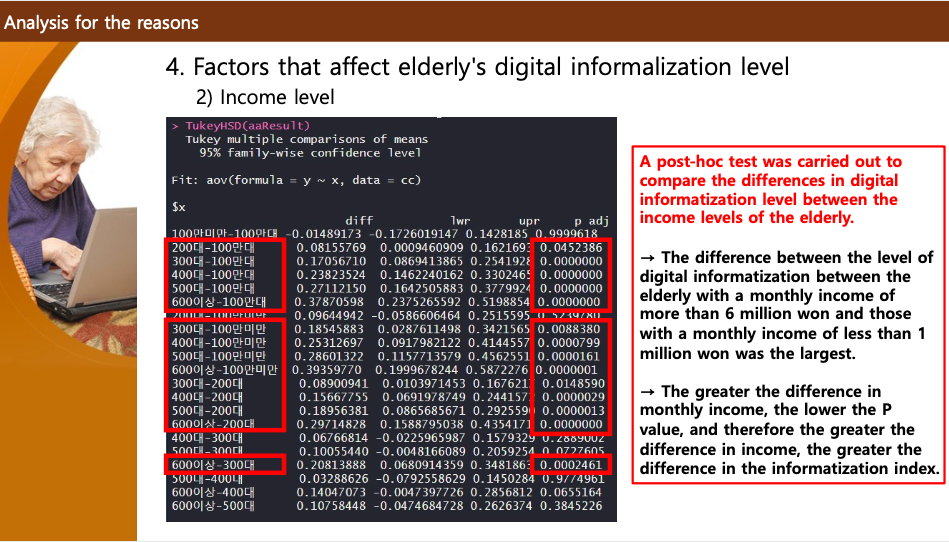 Analysis for the reasons
4. Factors that affect elderly's digital informalization level
2) Income level
> TukeyHSD(aaResult)
Tukey multiple comparisons of means
95% family-wise confidence level
Fit: aov(formula = y ~ x, data = cc)
$x
diff lwr upr p adj
100만미만-100만대 -0.01489173 -0.1726019147 0.1428185 0.9999618
200대-100만대 0.08155769 0.0009460909 0.1621693 0.0452386
300대-100만대 0.17056710 0.0869413865 0.2541928 0.0000000
400대-100만대 0.23823524 0.1462240162 0.3302465 0.0000000
500대-100만대 0.27112150 0.1642505883 0.3779924 0.0000000
600이상-100만대 0.37870598 0.2375265592 0.5198854 0.0000000
200대-100만미만 0.09644942 -0.0586606464 0.2515595 0.5239780
300대-100만미만 0.18545883 0.0287611498 0.3421565 0.0088380
400대-100만미만 0.25312697 0.0917982122 0.4144557 0.0000799
500대-100만미만 0.28601322 0.1157713579 0.4562551 0.0000161
600이상-100만미만 0.39359770 0.1999678244 0.5872276 0.0000001
300대-200대 0.08900941 0.0103971453 0.1676217 0.0148590
400대-200대 0.15667755 0.0691978749 0.2441572 0.0000029
500대-200대 0.18956381 0.0865685671 0.2925590 0.0000013
600이상-200대 0.29714828 0.1588795038 0.4354171 0.0000000
400대-300대 0.06766814 -0.0225965987 0.1579329 0.2889002
500대-300대 0.10055440 -0.0048166089 0.2059254 0.0727605
600이상-300대 0.20813888 0.0680914359 0.3481863 0.0002461
500대-400대 0.03288626 -0.0792558629 0.1450284 0.9774961
600이상-400대 0.14047073 -0.0047397726 0.2856812 0.0655164
600이상-500대 0.10758448 -0.0474684728 0.2626374 0.3845226
A post-hoc test was carried out to
compare the differences in digital
informatization level between the
income levels of the elderly.
→ The difference between the level of
digital informatization between the
elderly with a monthly income of
more than 6 million won and those
with a monthly income of less than 1
million won was the largest.
→ The greater the difference in
monthly income, the lower the P
value, and therefore the greater the
difference in income, the greater the
difference in the informatization index.